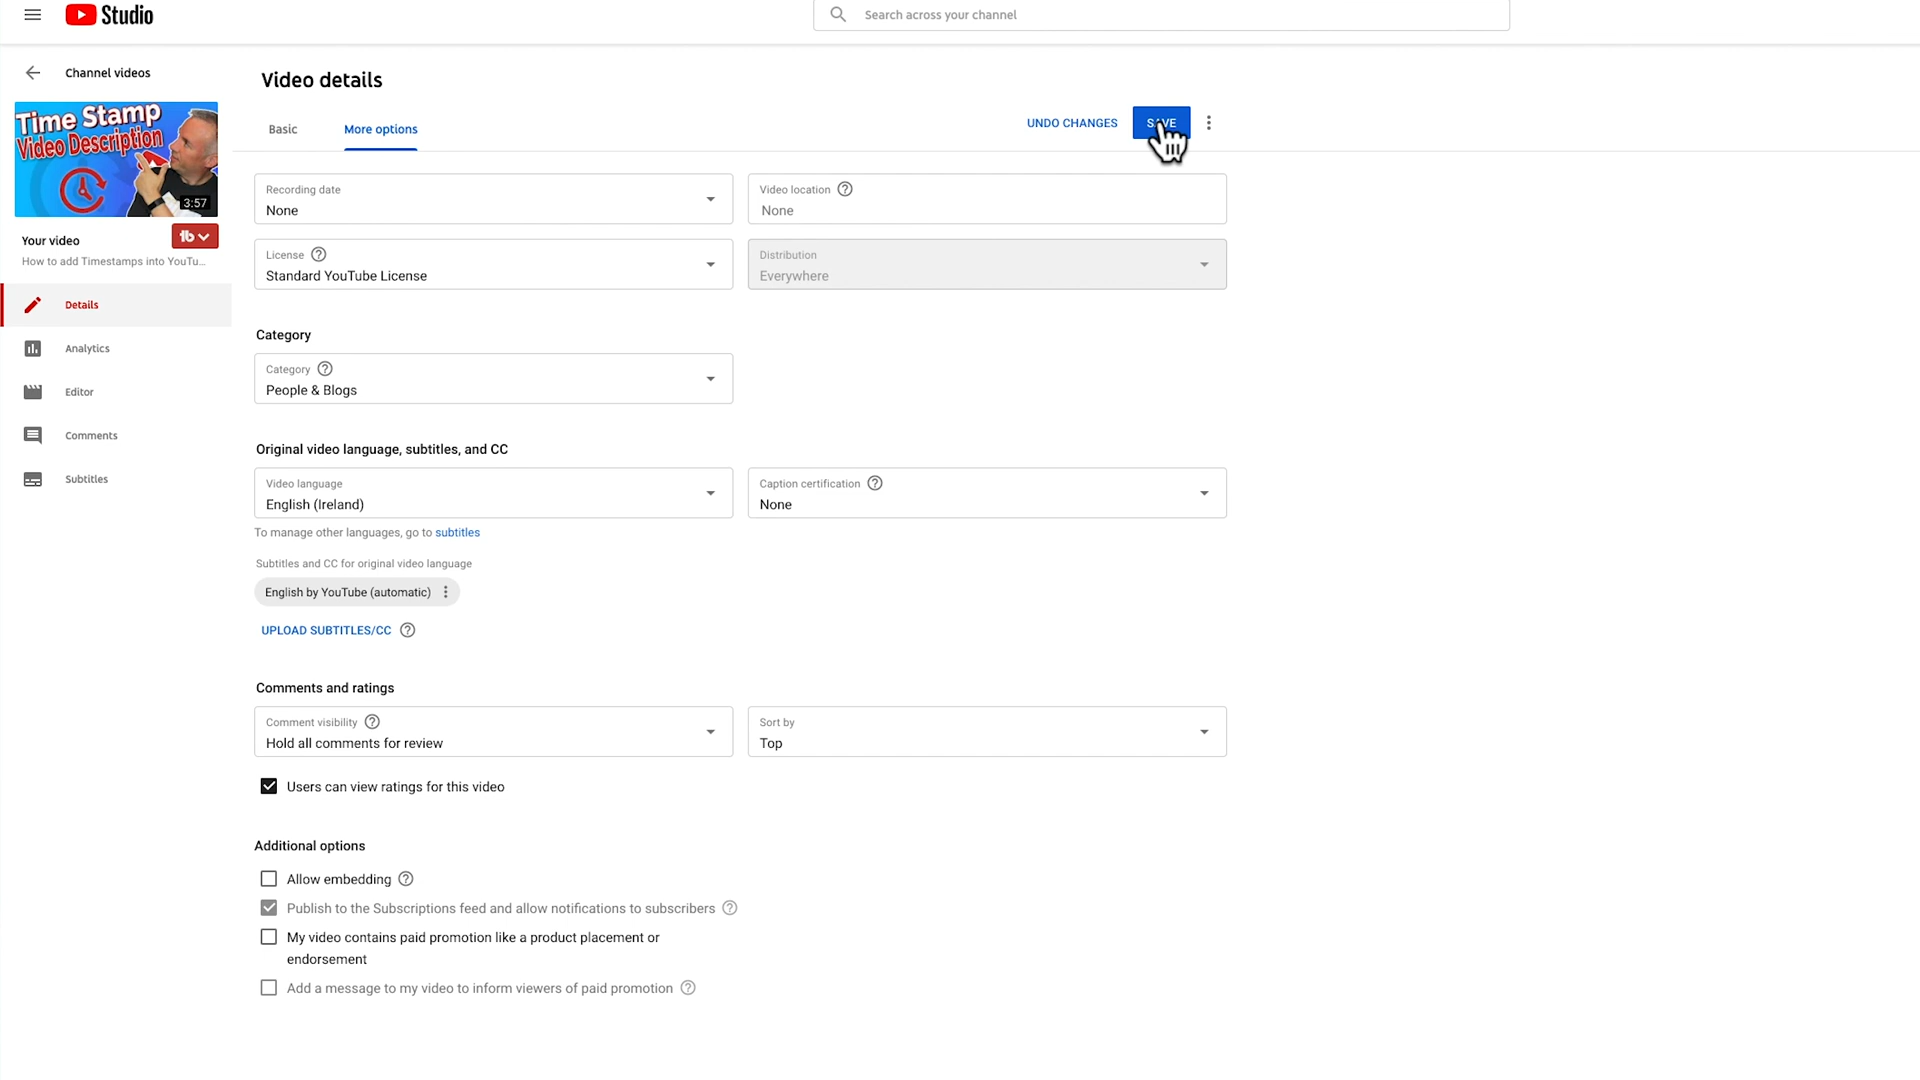 Studio
Search across your channel
Channel videos
Time Stamp
Video Description
3:57
Your video
How to add Timestamps into YouTu...
Details
Analytics
Editor
Comments
Subtitles
Video details
Basic
More options
UNDO CHANGES
SAVE
Recording date
None
Video location
None
License
Standard YouTube License
Distribution
Everywhere
Category
Category
People & Blogs
Original video language, subtitles, and CC
Video language
English (Ireland)
Caption certification
None
To manage other languages, go to subtitles
Subtitles and CC for original video language
English by YouTube (automatic)
UPLOAD SUBTITLES/CC
Comments and ratings
Comment visibility
Hold all comments for review
Sort by
Top
Users can view ratings for this video
Additional options
Allow embedding
Publish to the Subscriptions feed and allow notifications to subscribers
My video contains paid promotion like a product placement or
endorsement
Add a message to my video to inform viewers of paid promotion